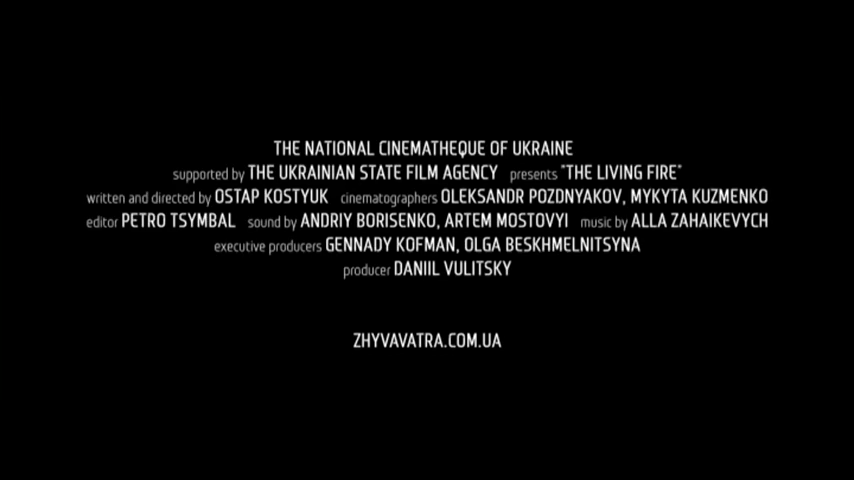 THE NATIONAL CINEMATHEQUE OF UKRAINE
supported by THE UKRAINIAN STATE FILM AGENCY presents "THE LIVING FIRE"
written and directed by OSTAP KOSTYUK cinematographers OLEKSANDR POZDNYAKOV, MYKYTA KUZMENKO
editor PETRO TSYMBAL sound by ANDRIY BORISENKO, ARTEM MOSTOVYI music by ALLA ZAHAIKEVYCH
executive producers GENNADY KOFMAN, OLGA BESKHMELNITSYNA
producer DANIIL VULITSKY
ZHYVAVATRA.COM.UA